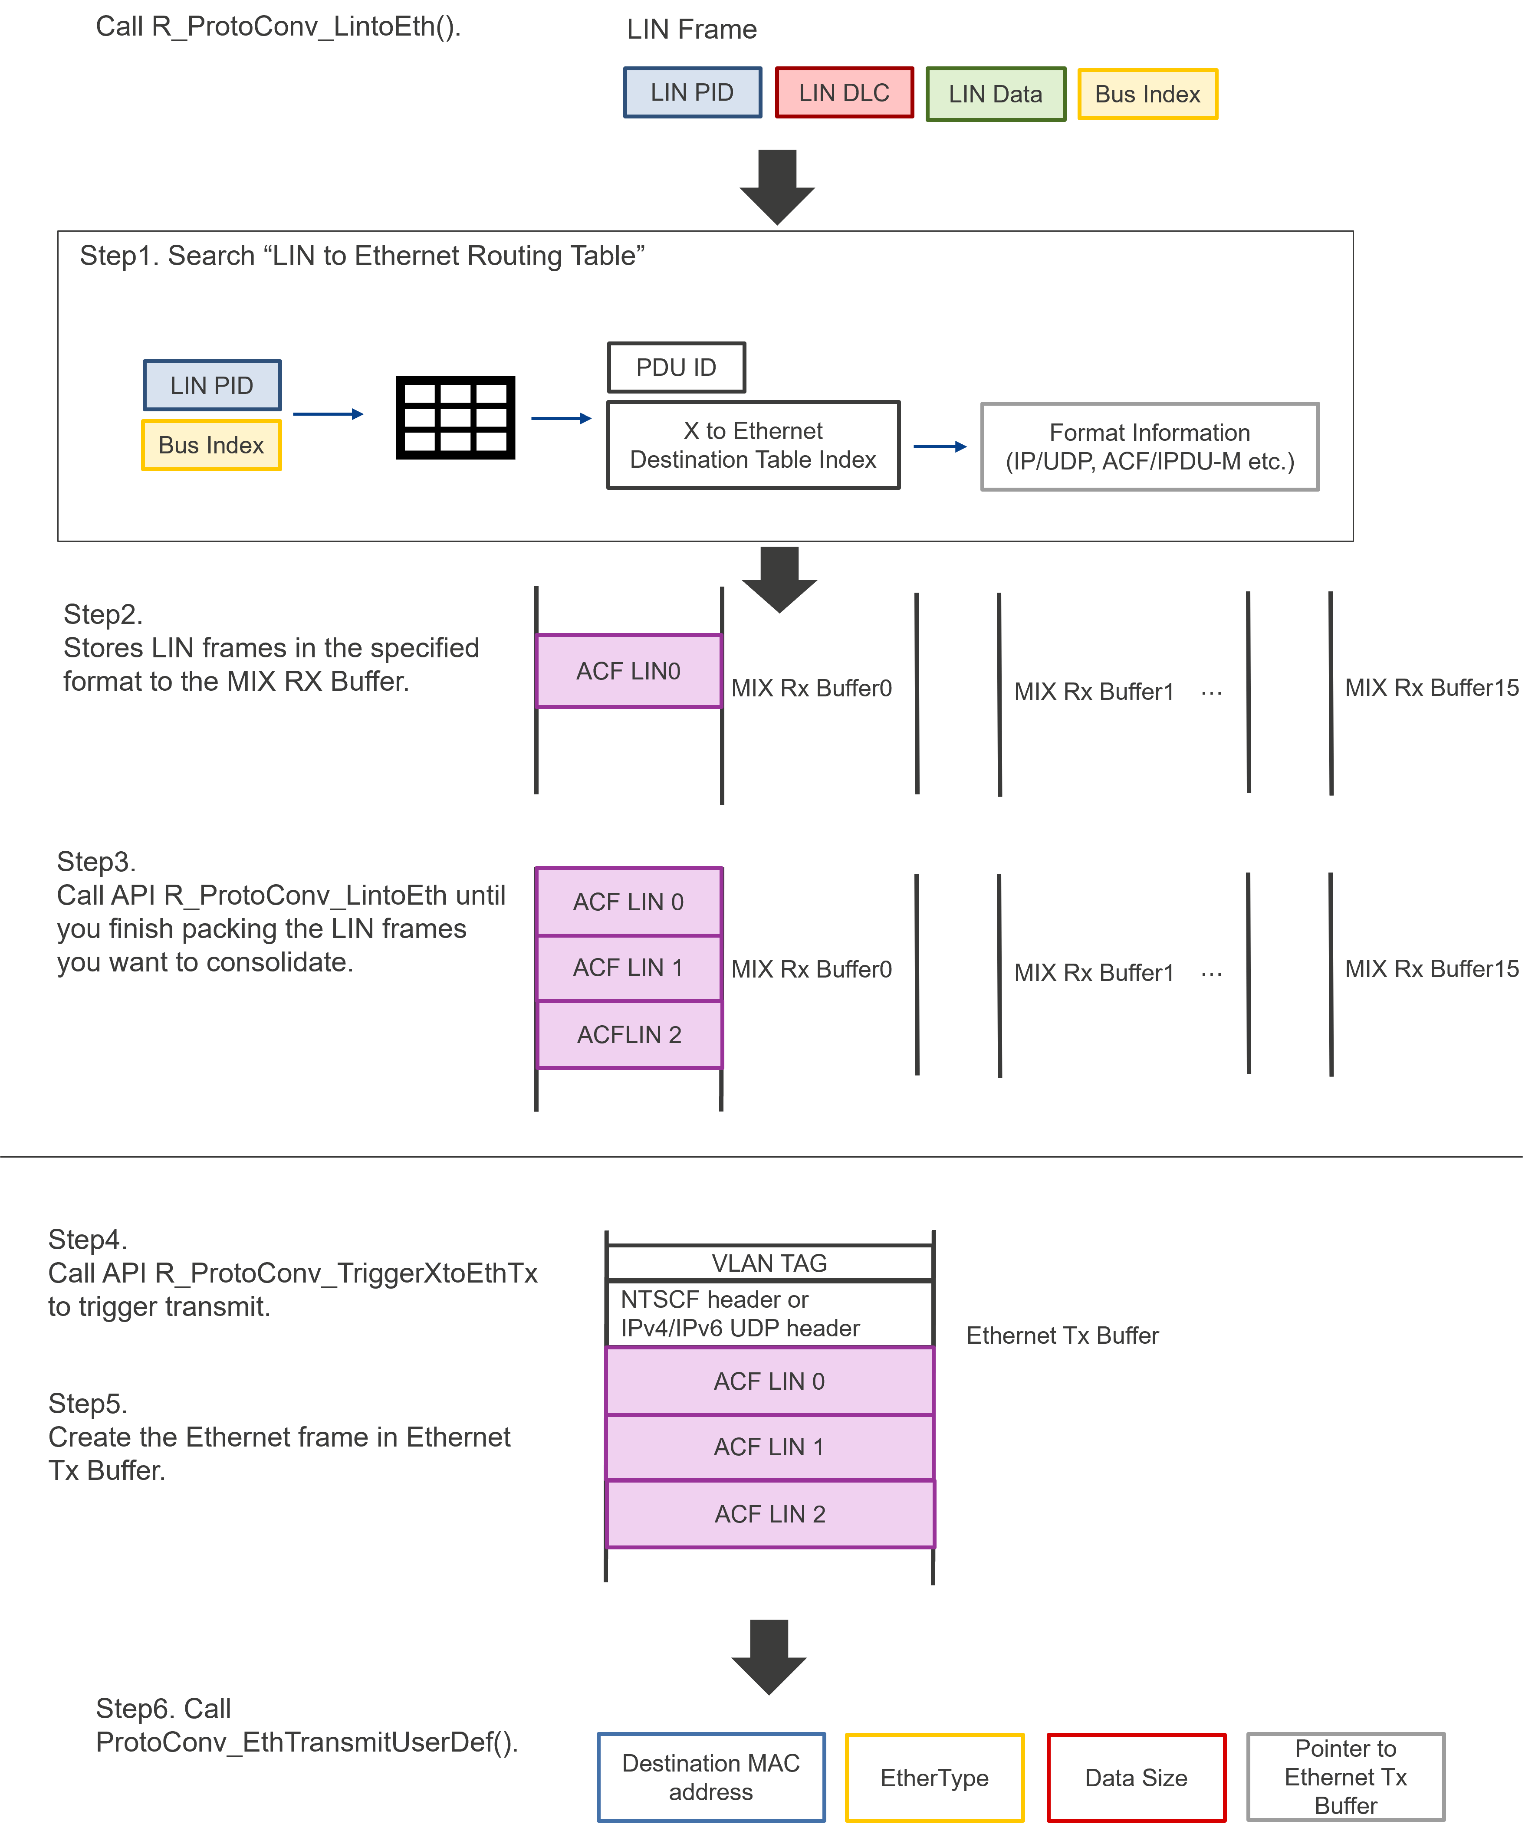 Call R_ProtoConv_LintoEth().
LIN Frame
LIN PID
LIN DLC
LIN Data
Bus Index
Step1. Search “LIN to Ethernet Routing Table”
LIN PID
Bus Index
PDU ID
X to Ethernet
Destination Table Index
Format Information
(IP/UDP, ACF/IPDU-M etc.)
Step2.
Stores LIN frames in the specified
format to the MIX RX Buffer.
ACF LIN0
MIX Rx Buffer0
MIX Rx Buffer1
...
MIX Rx Buffer15
Step3.
Call API R_ProtoConv_LintoEth until
you finish packing the LIN frames
you want to consolidate.
ACF LIN 0
ACF LIN 1
ACFLIN 2
MIX Rx Buffer0
MIX Rx Buffer1
...
MIX Rx Buffer15
Step4.
Call API R_ProtoConv_TriggerXtoEthTx
to trigger transmit.
Step5.
Create the Ethernet frame in Ethernet
Tx Buffer.
VLAN TAG
NTSCF header or
IPv4/IPv6 UDP header
ACF LIN 0
ACF LIN 1
ACF LIN 2
Ethernet Tx Buffer
Step6. Call
ProtoConv_EthTransmitUserDef().
Destination MAC
address
EtherType
Data Size
Pointer to
Ethernet Tx
Buffer